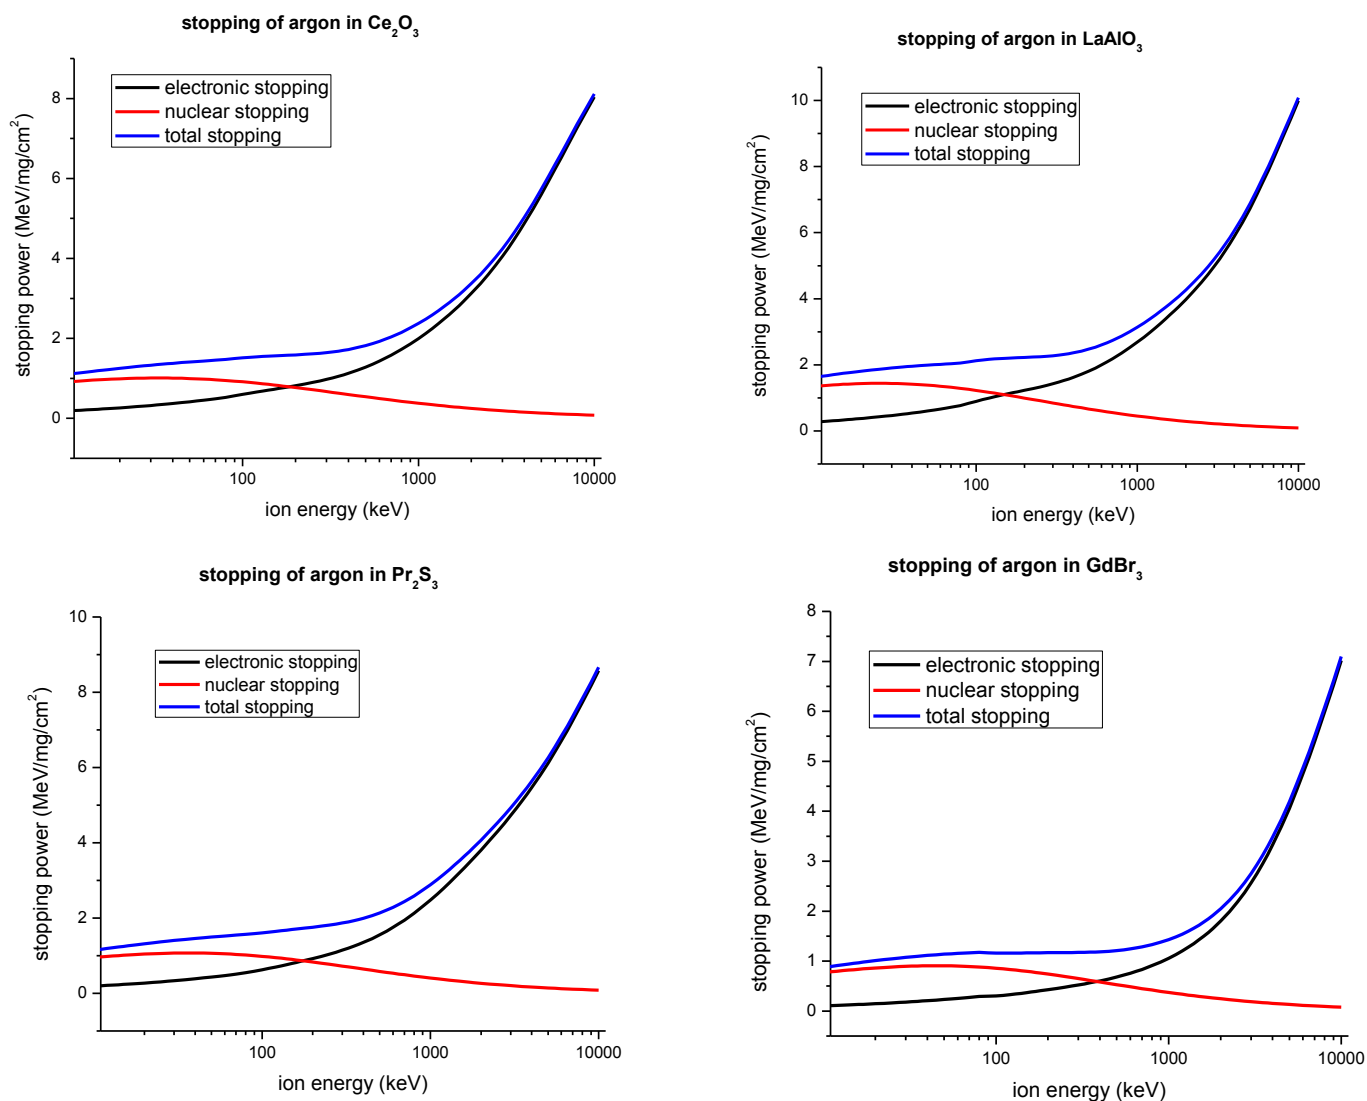 stopping of argon in Ce₂O₃
electronic stopping
nuclear stopping
total stopping
stopping power (MeV/mg/cm²)
8
6
4
2
0
100
1000
10000
ion energy (keV)
stopping of argon in LaAlO₃
electronic stopping
nuclear stopping
total stopping
stopping power (MeV/mg/cm²)
10
8
6
4
2
0
100
1000
10000
ion energy (keV)
stopping of argon in Pr₂S₃
electronic stopping
nuclear stopping
total stopping
stopping power (MeV/mg/cm²)
10
8
6
4
2
0
100
1000
10000
ion energy (keV)
stopping of argon in GdBr₃
electronic stopping
nuclear stopping
total stopping
stopping power (MeV/mg/cm²)
8
7
6
5
4
3
2
1
0
100
1000
10000
ion energy (keV)